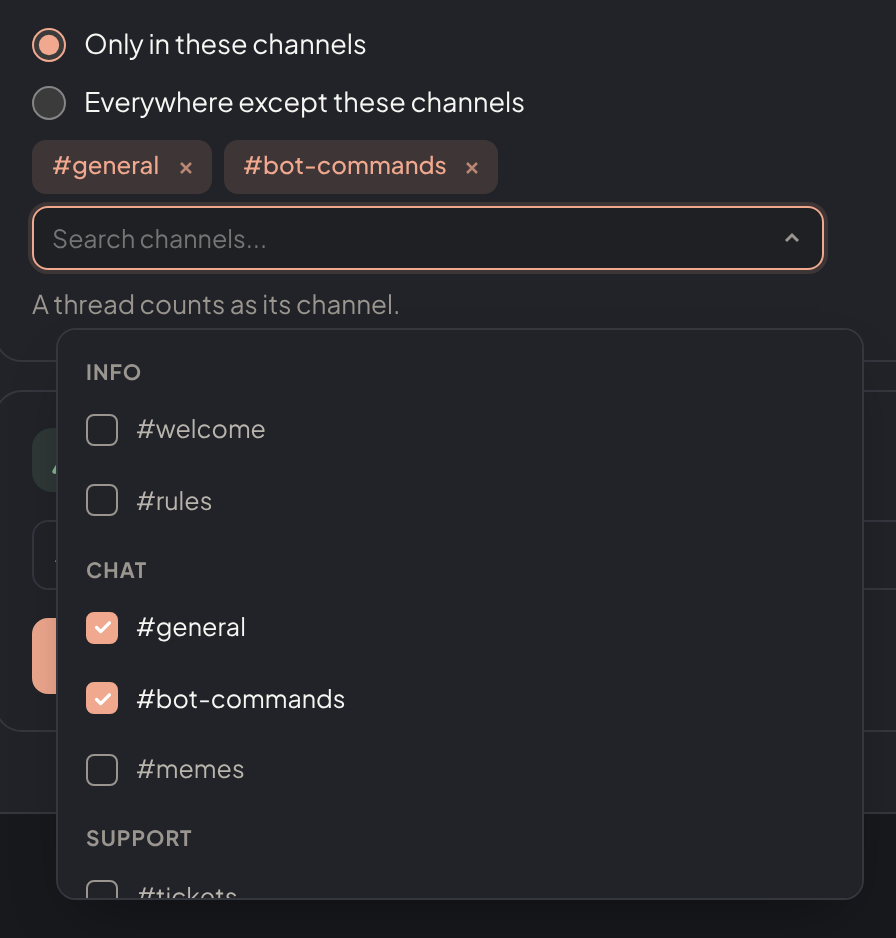 Only in these channels
Everywhere except these channels
#general × #bot-commands ×
Search channels...
A thread counts as its channel.
INFO
#welcome
#rules
CHAT
#general
#bot-commands
#memes
SUPPORT
#tickets